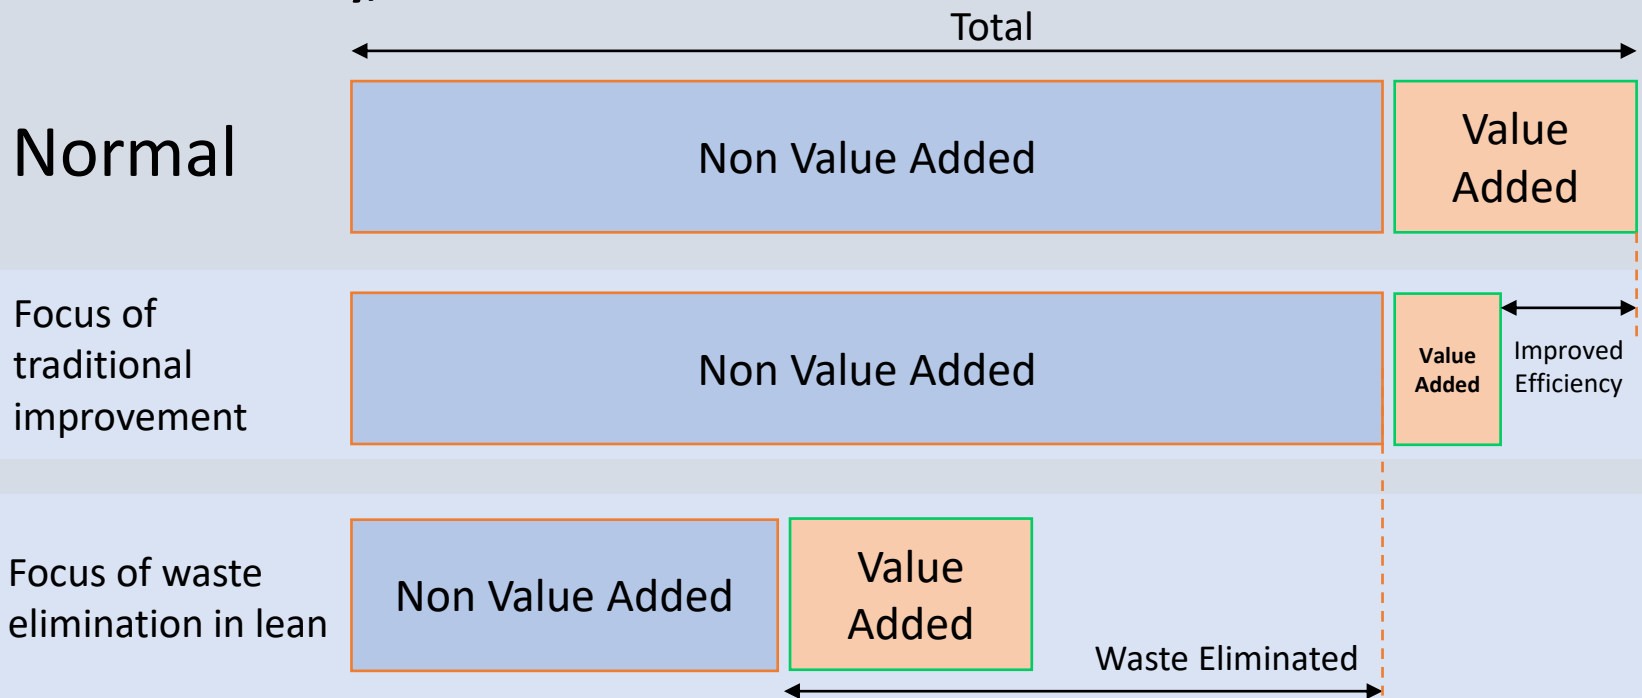 Total
Normal
Non Value Added
Value
Added
Focus of
traditional
improvement
Non Value Added
Value
Added
Improved
Efficiency
Focus of waste
elimination in lean
Non Value Added
Value
Added
Waste Eliminated